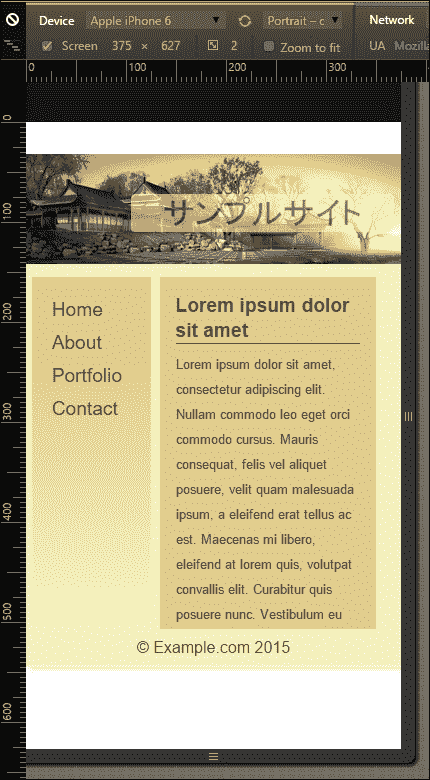 Device Apple iPhone 6 Portrait – c Network
Screen 375 × 627 2 Zoom to fit UA Mozilla
0 100 200 300
0
100
200
300
400
500
600
サンプルサイト
Home
About
Portfolio
Contact
Lorem ipsum dolor
sit amet
Lorem ipsum dolor sit amet,
consectetur adipiscing elit.
Nullam commodo leo eget orci
commodo cursus. Mauris
consequat, felis vel aliquet
posuere, velit quam malesuada
ipsum, a eleifend erat tellus ac
est. Maecenas mi libero,
eleifend at lorem quis, volutpat
convallis elit. Curabitur quis
posuere nunc. Vestibulum eu
© Example.com 2015